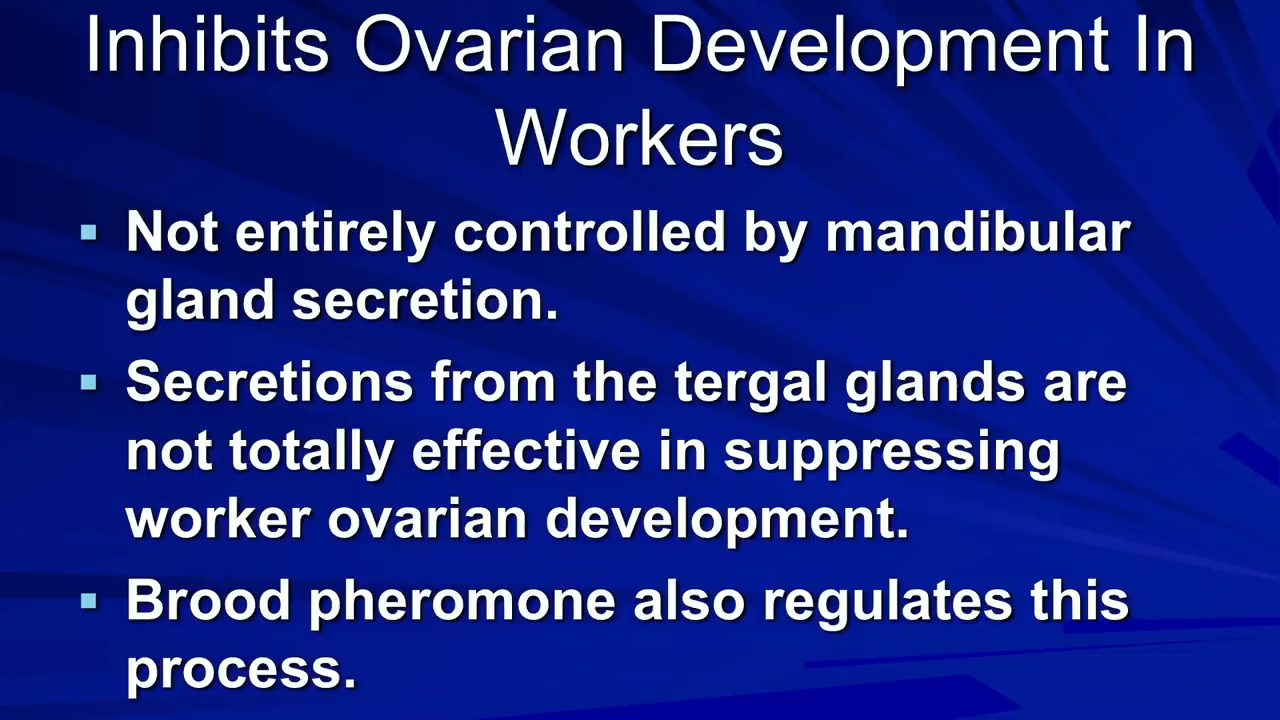 Inhibits Ovarian Development In
Workers
▪ Not entirely controlled by mandibular
gland secretion.
▪ Secretions from the tergal glands are
not totally effective in suppressing
worker ovarian development.
▪ Brood pheromone also regulates this
process.